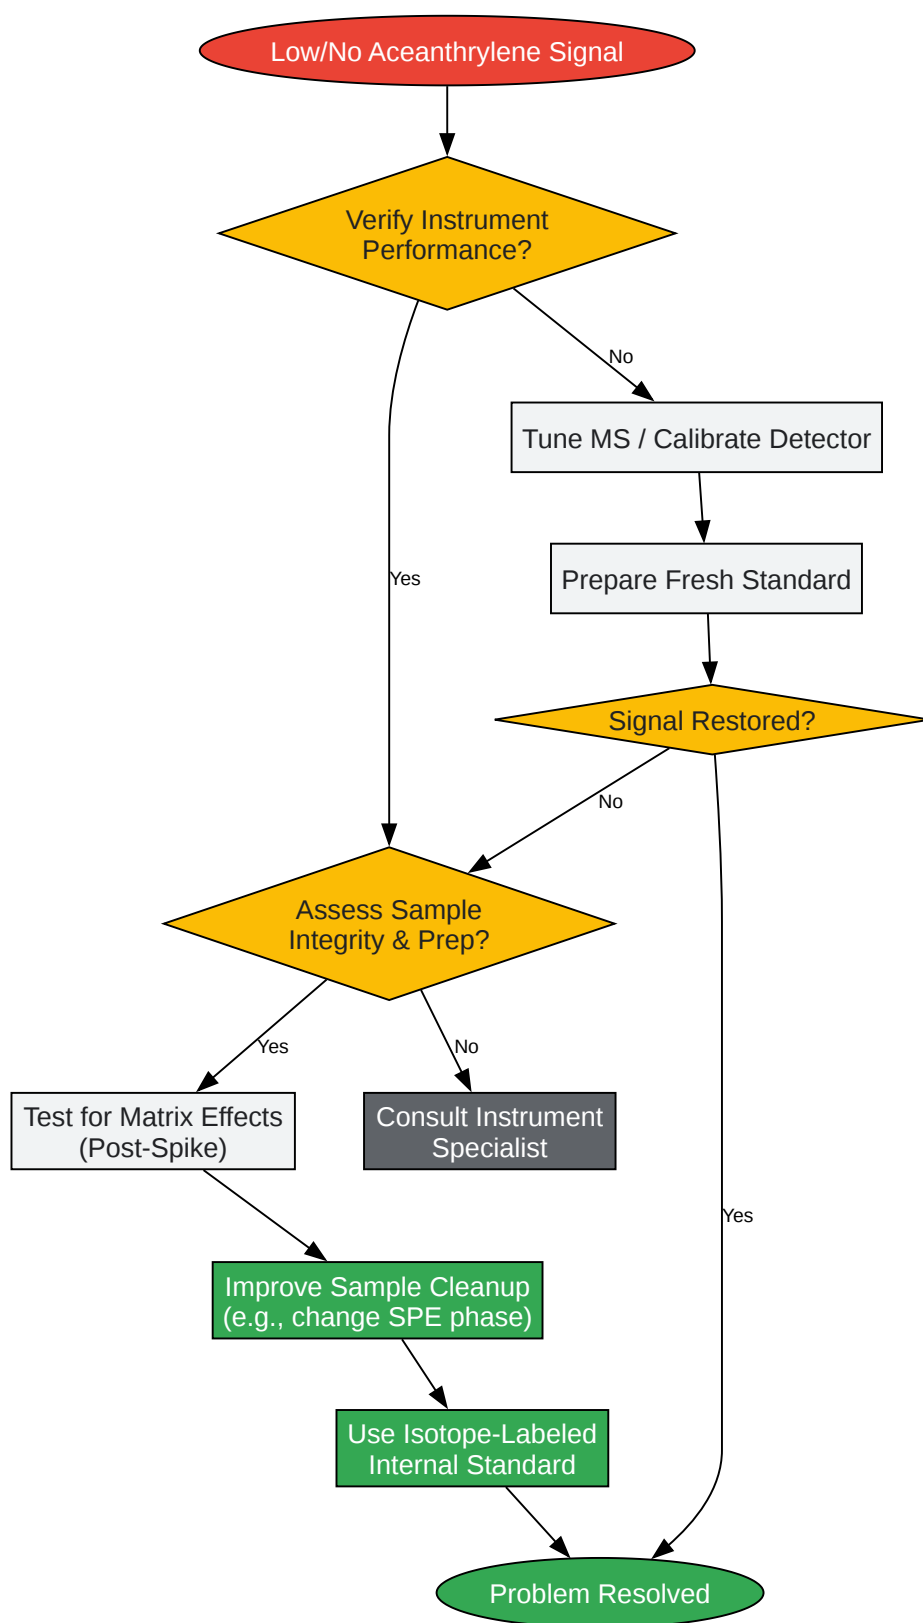 Low/No Aceanthrylene Signal
Verify Instrument
Performance?
No
Tune MS / Calibrate Detector
Yes
Prepare Fresh Standard
Signal Restored?
No
Assess Sample
Integrity & Prep?
Yes
No
Test for Matrix Effects
(Post-Spike)
Consult Instrument
Specialist
Yes
Improve Sample Cleanup
(e.g., change SPE phase)
Use Isotope-Labeled
Internal Standard
Problem Resolved